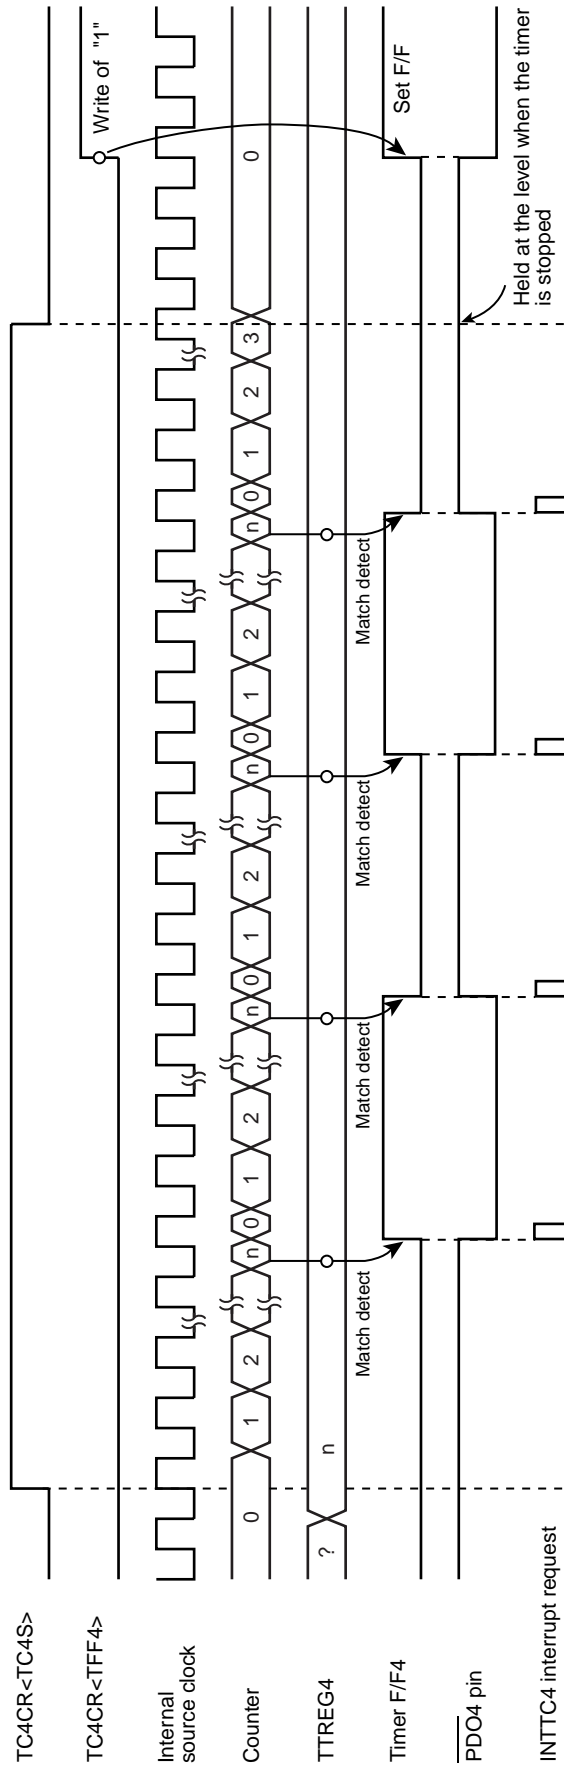 TC4CR<TC4S>
TC4CR<TFF4>
Write of "1"
Internal
source clock
Counter
0
1
2
n
0
1
2
n
0
1
2
n
0
1
2
n
0
1
2
3
0
TTREG4
?
n
Match detect
Match detect
Match detect
Match detect
Timer F/F4
Set F/F
PDO4 pin
Held at the level when the timer
is stopped
INTTC4 interrupt request